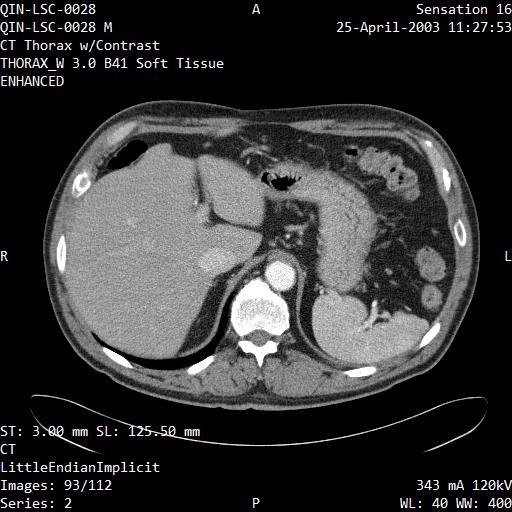 QIN-LSC-0028
A
Sensation 16
QIN-LSC-0028 M
25-April-2003 11:27:53
CT Thorax w/Contrast
THORAX_W 3.0 B41 Soft Tissue
ENHANCED
R
L
ST: 3.00 mm SL: 125.50 mm
CT
LittleEndianImplicit
Images: 93/112
343 mA 120kV
Series: 2
P
WL: 40 WW: 400